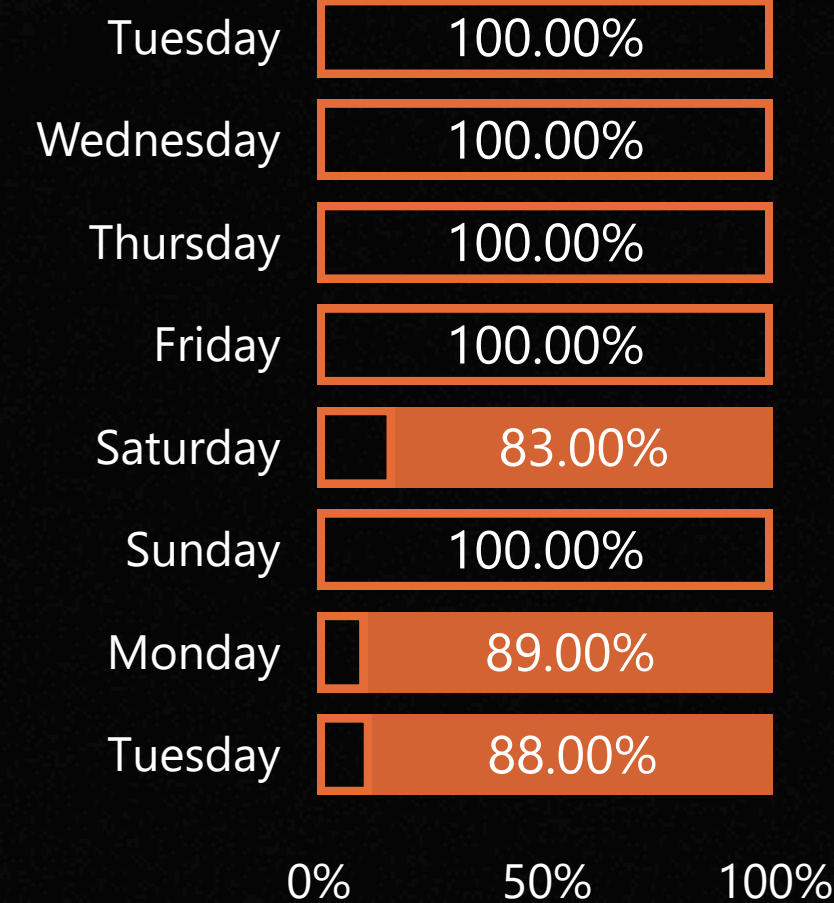 Tuesday 100.00%
Wednesday 100.00%
Thursday 100.00%
Friday 100.00%
Saturday 83.00%
Sunday 100.00%
Monday 89.00%
Tuesday 88.00%
0% 50% 100%